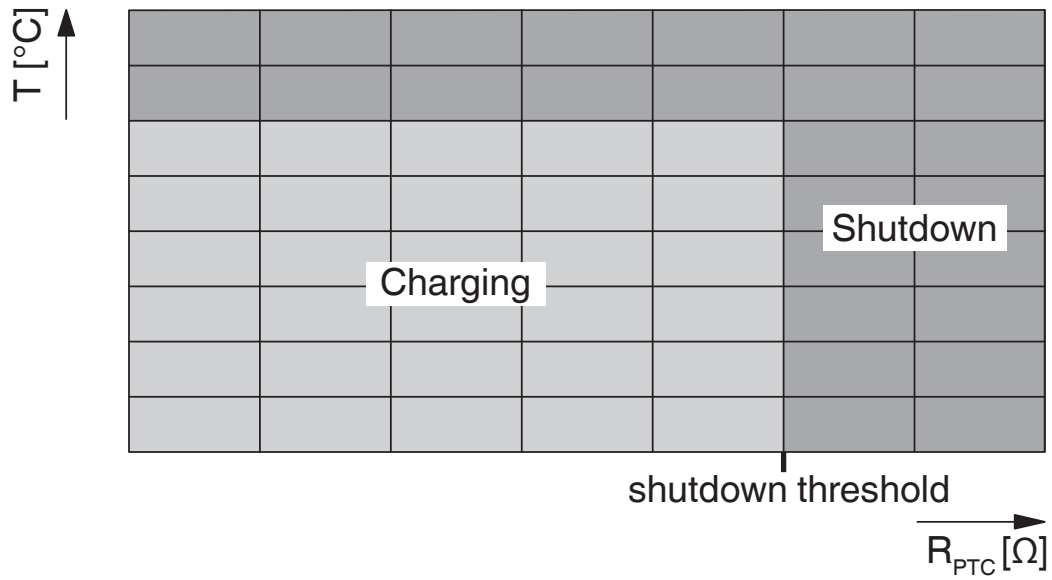 T [°C]
Shutdown
Charging
shutdown threshold
R_PTC [Ω]